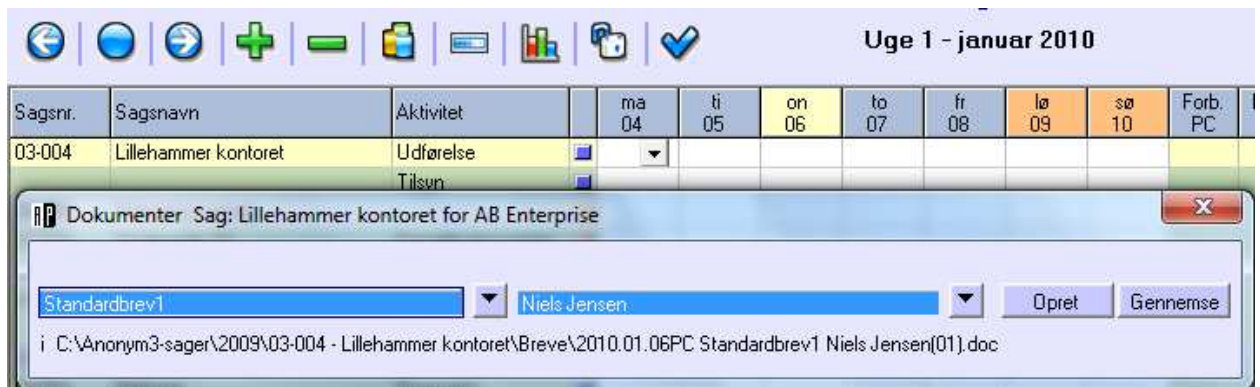 Uge 1 - januar 2010
Sagsnr. Sagsnavn Aktivitet ma 04 ti 05 on 06 to 07 fr 08 lø 09 sø 10 Forb. PC
03-004 Lillehammer kontoret Udførelse
Tilsyn
Dokumenter Sag: Lillehammer kontoret for AB Enterprise
Standardbrev1 Niels Jensen Opret Gennemse
i C:\Anonym3-sager\2009\03-004 - Lillehammer kontoret\Breve\2010.01.06PC Standardbrev1 Niels Jensen(01).doc